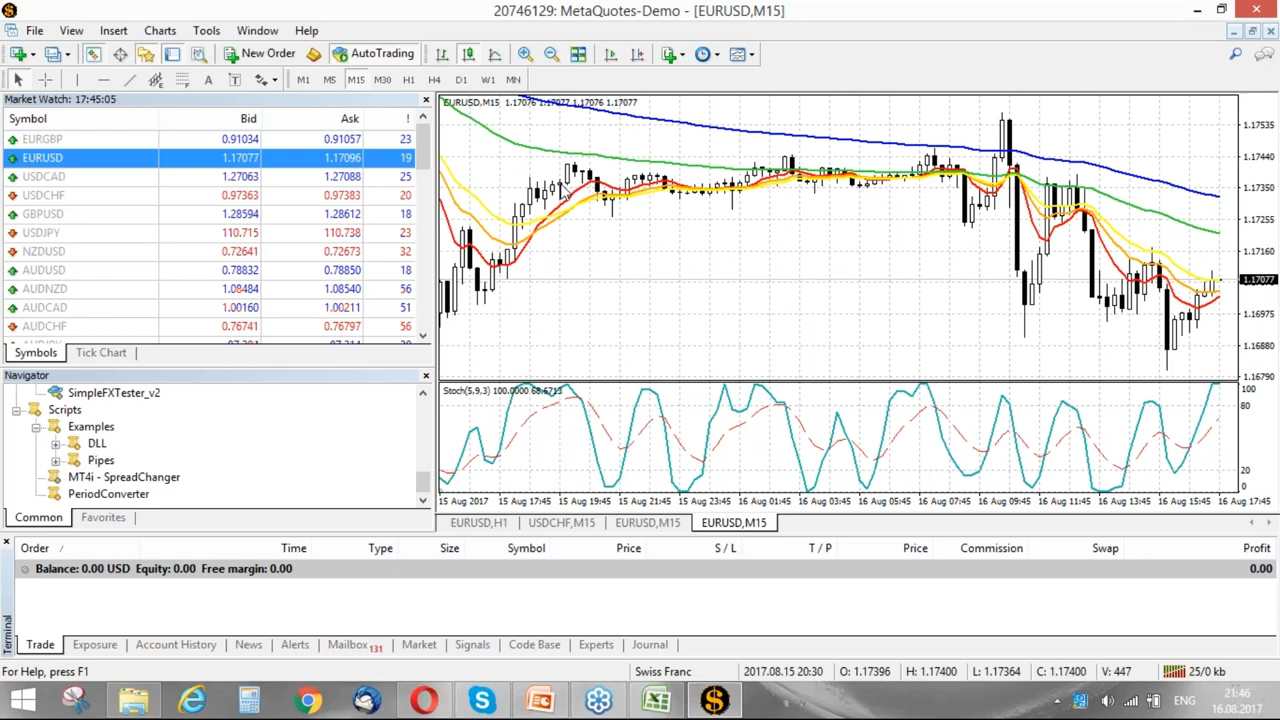 20746129: MetaQuotes-Demo - [EURUSD,M15]
File View Insert Charts Tools Window Help
New Order AutoTrading
A T M1 M5 M15 M30 H1 H4 D1 W1 MN
Market Watch: 17:45:05
Symbol Bid Ask !
EURGBP 0.91034 0.91057 23
EURUSD 1.17077 1.17096 19
USDCAD 1.27063 1.27088 25
USDCHF 0.97363 0.97383 20
GBPUSD 1.28594 1.28612 18
USDJPY 110.715 110.738 23
NZDUSD 0.72641 0.72673 32
AUDUSD 0.78832 0.78850 18
AUDNZD 1.08484 1.08540 56
AUDCAD 1.00160 1.00211 51
AUDCHF 0.76741 0.76797 56
Symbols Tick Chart
Navigator
SimpleFXTester_v2
Scripts
Examples
DLL
Pipes
MT4i - SpreadChanger
PeriodConverter
Common Favorites
EURUSD,M15 1.17076 1.17077 1.17076 1.17077
1.17535
1.17440
1.17350
1.17255
1.17160
1.17077
1.16975
1.16880
1.16790
Stoch(5,9,3) 100.0000 68.6713
100
80
20
0
15 Aug 2017 15 Aug 17:45 15 Aug 19:45 15 Aug 21:45 15 Aug 23:45 16 Aug 01:45 16 Aug 03:45 16 Aug 05:45 16 Aug 07:45 16 Aug 09:45 16 Aug 11:45 16 Aug 13:45 16 Aug 15:45 16 Aug 17:45
EURUSD,H1 USDCHF,M15 EURUSD,M15 EURUSD,M15
Order / Time Type Size Symbol Price S / L T / P Price Commission Swap Profit
Balance: 0.00 USD Equity: 0.00 Free margin: 0.00 0.00
Terminal
Trade Exposure Account History News Alerts Mailbox 131 Market Signals Code Base Experts Journal
For Help, press F1 Swiss Franc 2017.08.15 20:30 O: 1.17396 H: 1.17400 L: 1.17364 C: 1.17400 V: 447 25/0 kb
ENG 21:46
16.08.2017